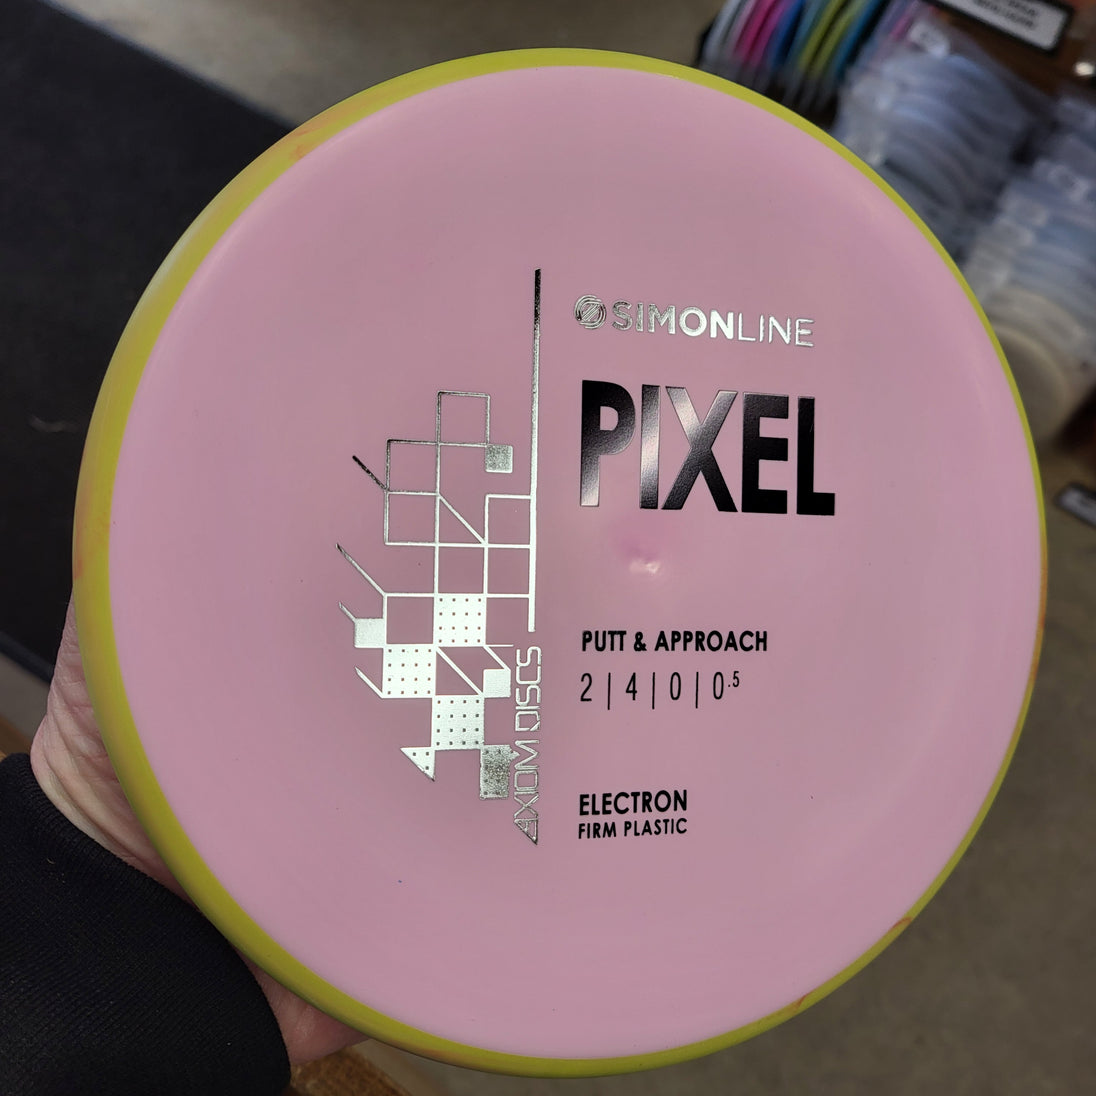 SIMONLINE
PIXEL
PUTT & APPROACH
2 | 4 | 0 | 0.5
ELECTRON
FIRM PLASTIC
AXIOM DISCS